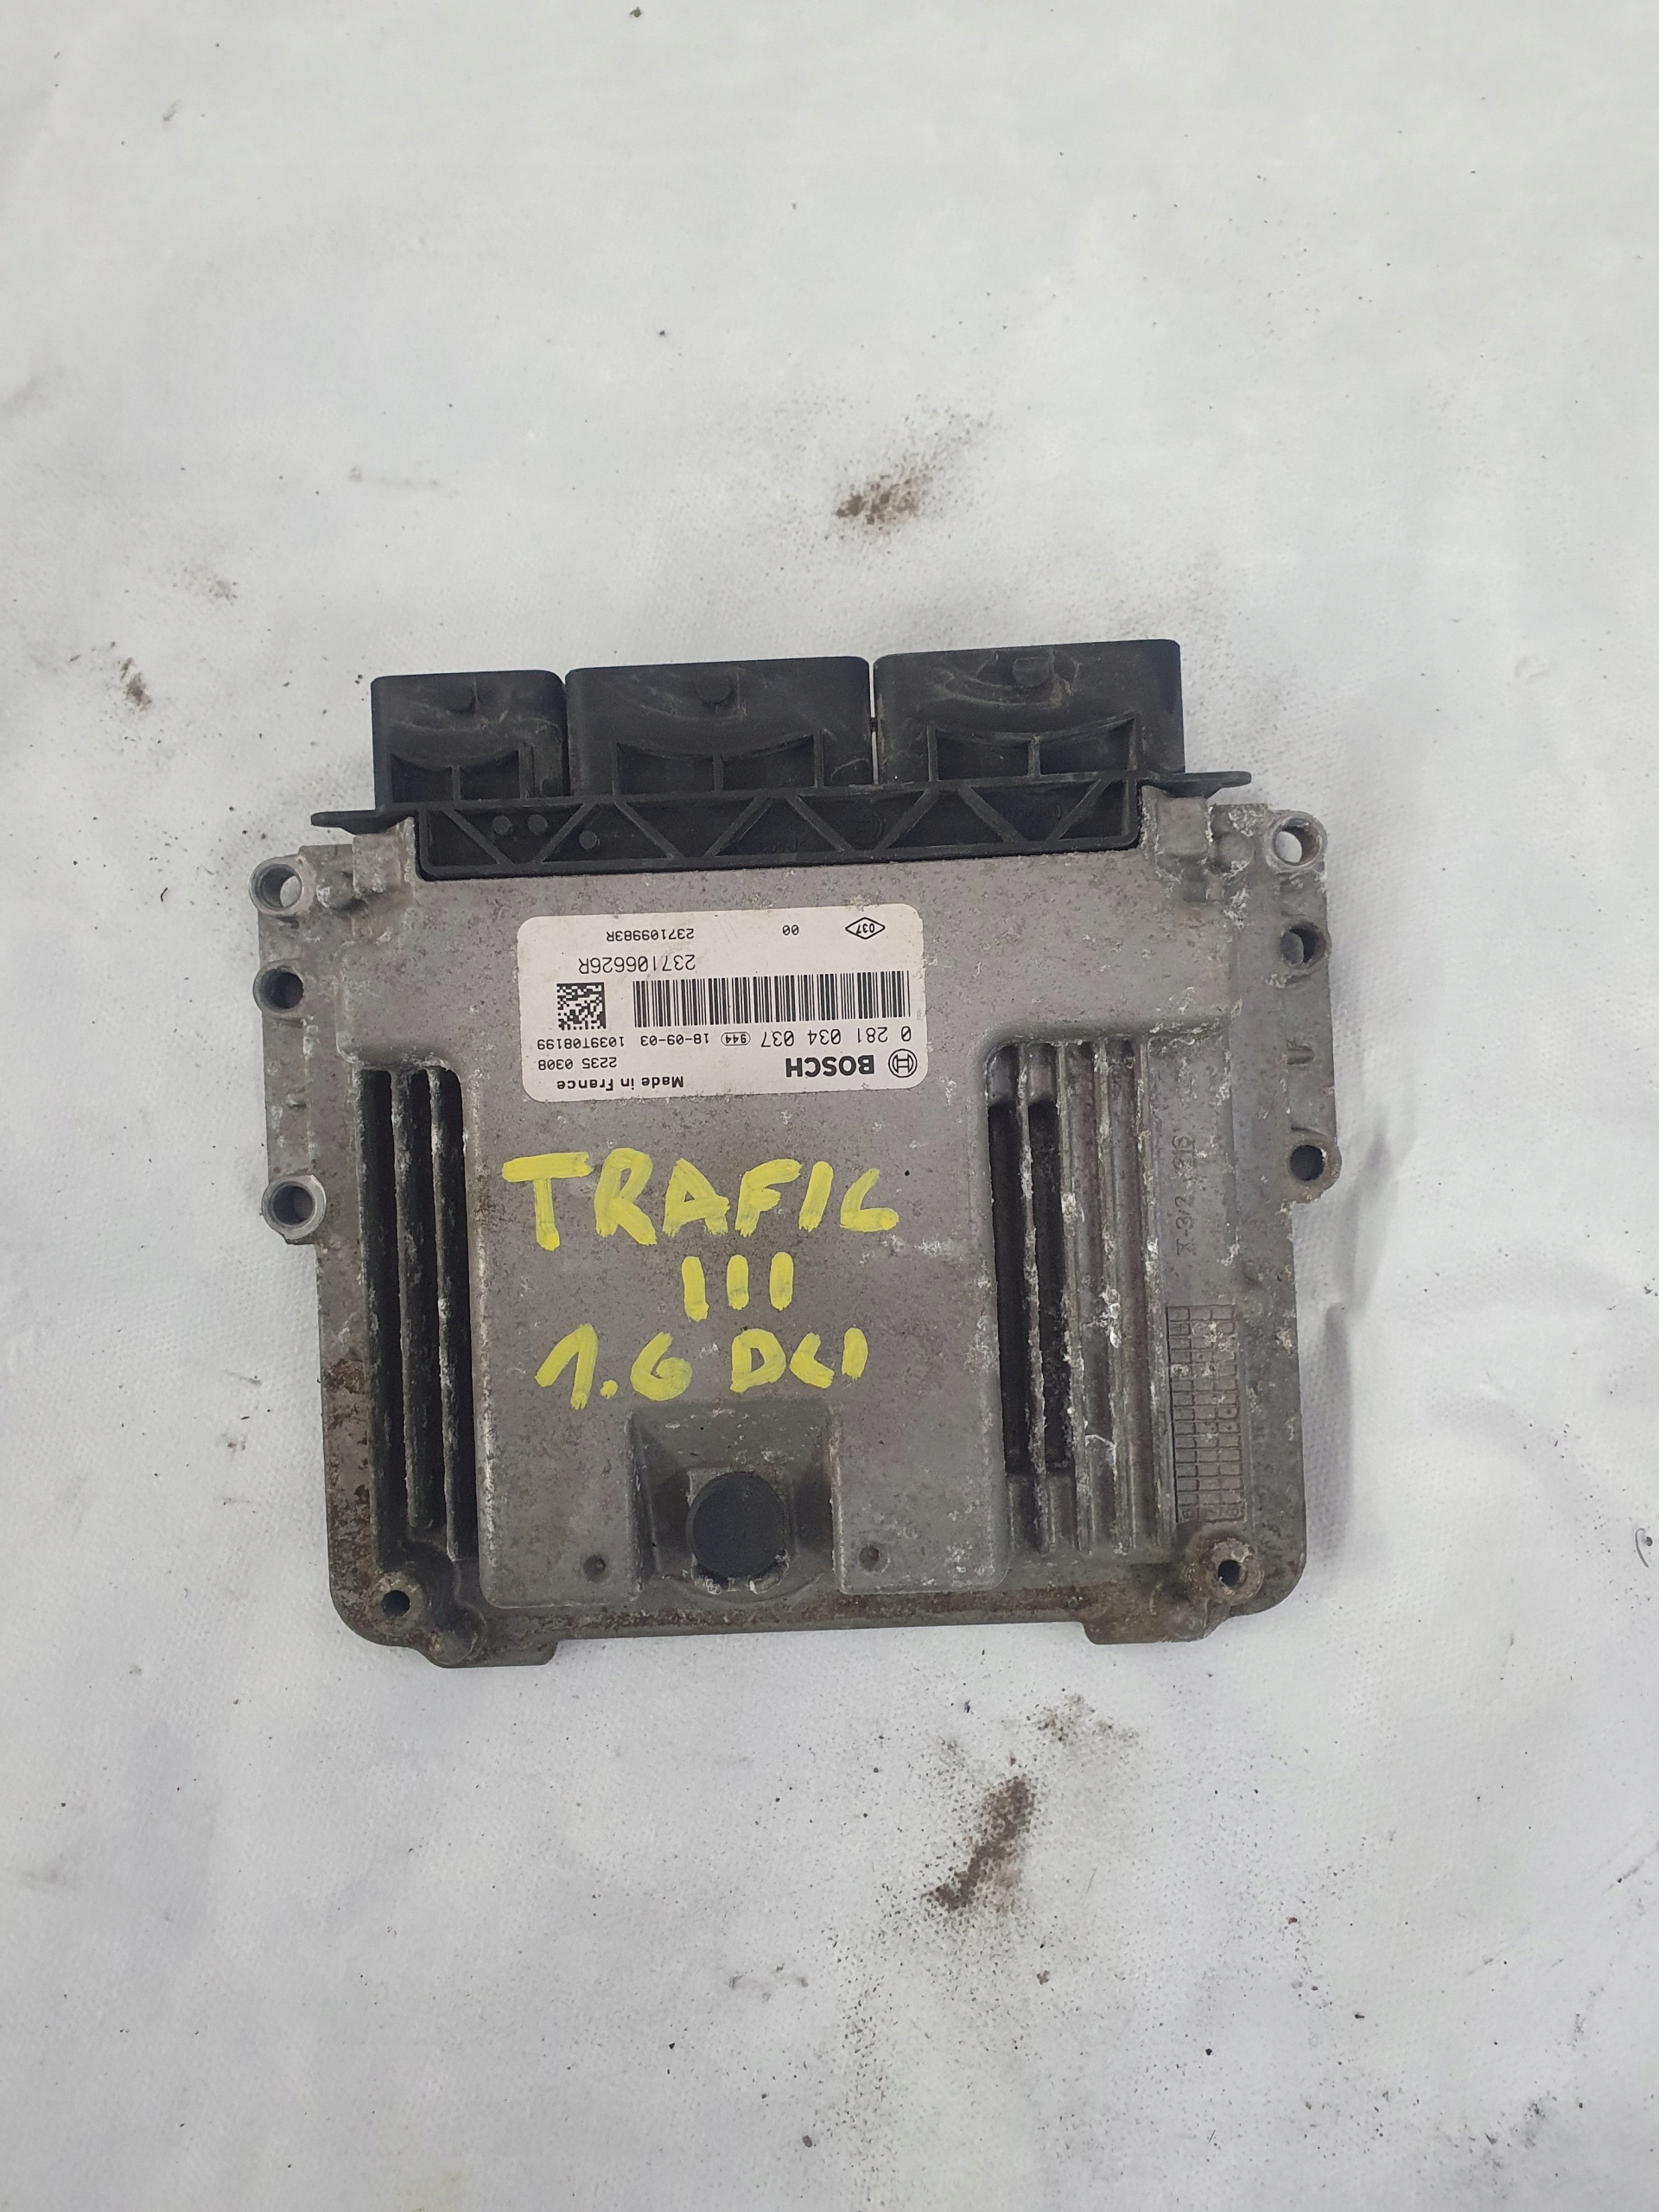 Made in France
BOSCH 2235 0308
0 281 034 037 944 18-09-03 1039T08199
237106626R
037 00 237109983R
TRAFIC
III
1.6 DCI